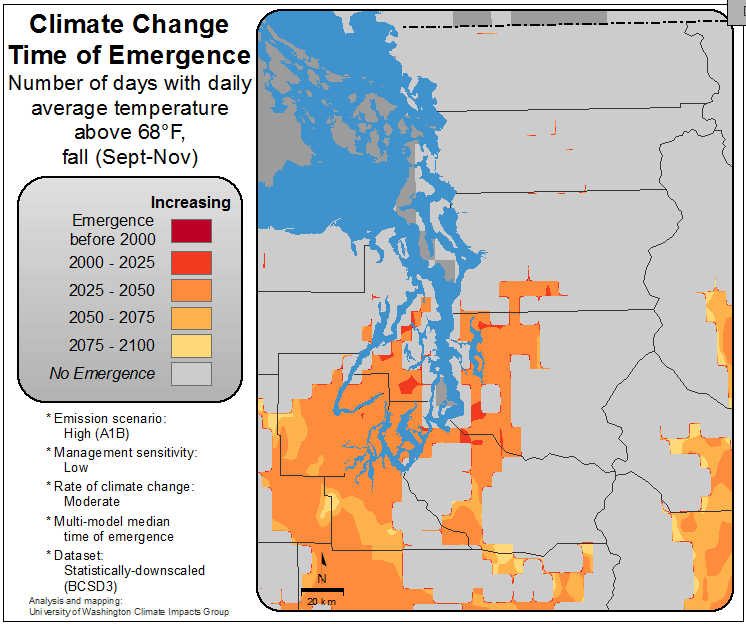 Climate Change
Time of Emergence
Number of days with daily
average temperature
above 68°F,
fall (Sept-Nov)
Increasing
Emergence
before 2000
2000 - 2025
2025 - 2050
2050 - 2075
2075 - 2100
No Emergence
* Emission scenario:
High (A1B)
* Management sensitivity:
Low
* Rate of climate change:
Moderate
* Multi-model median
time of emergence
* Dataset:
Statistically-downscaled
(BCSD3)
Analysis and mapping:
University of Washington Climate Impacts Group
N
20 km